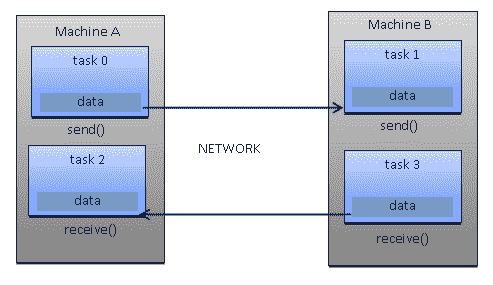 Machine A
task 0
data
send()
task 2
data
receive()
NETWORK
Machine B
task 1
data
send()
task 3
data
receive()